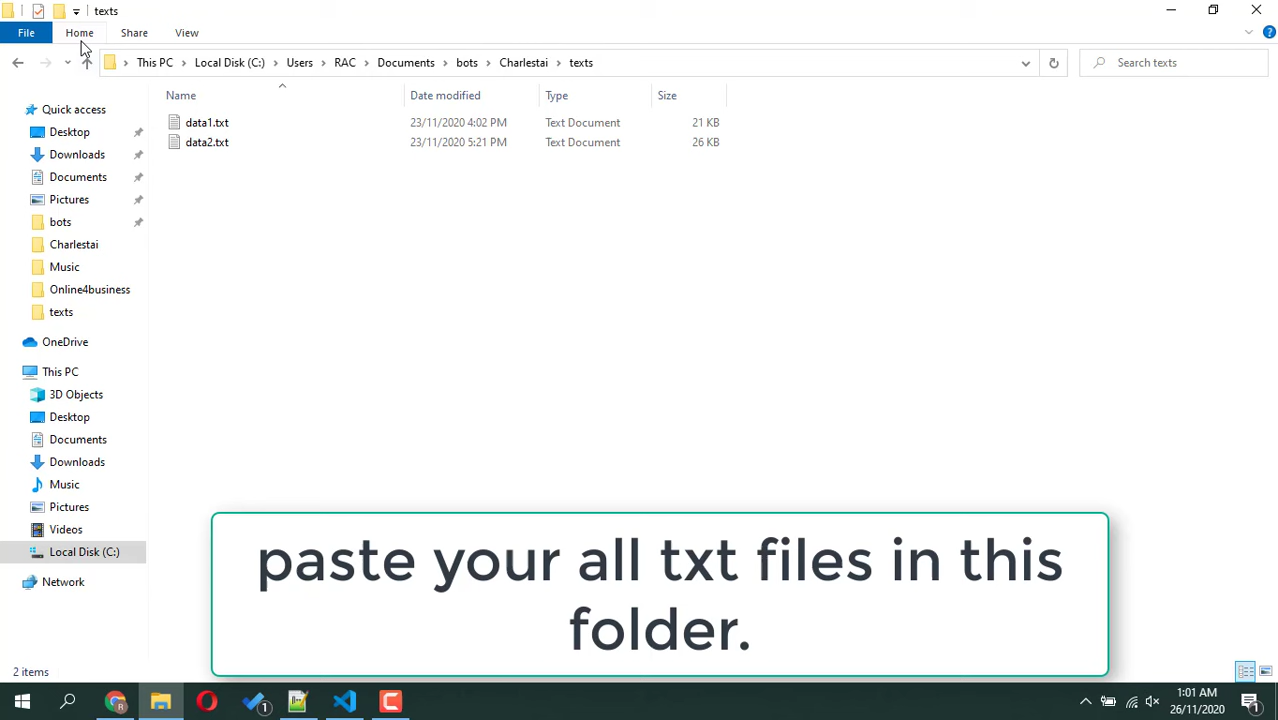 texts
File Home Share View
This PC Local Disk (C:) Users RAC Documents bots Charlestai texts
Search texts
Name Date modified Type Size
data1.txt 23/11/2020 4:02 PM Text Document 21 KB
data2.txt 23/11/2020 5:21 PM Text Document 26 KB
Quick access
Desktop
Downloads
Documents
Pictures
bots
Charlestai
Music
Online4business
texts
OneDrive
This PC
3D Objects
Desktop
Documents
Downloads
Music
Pictures
Videos
Local Disk (C:)
Network
paste your all txt files in this
folder.
2 items
1:01 AM
26/11/2020